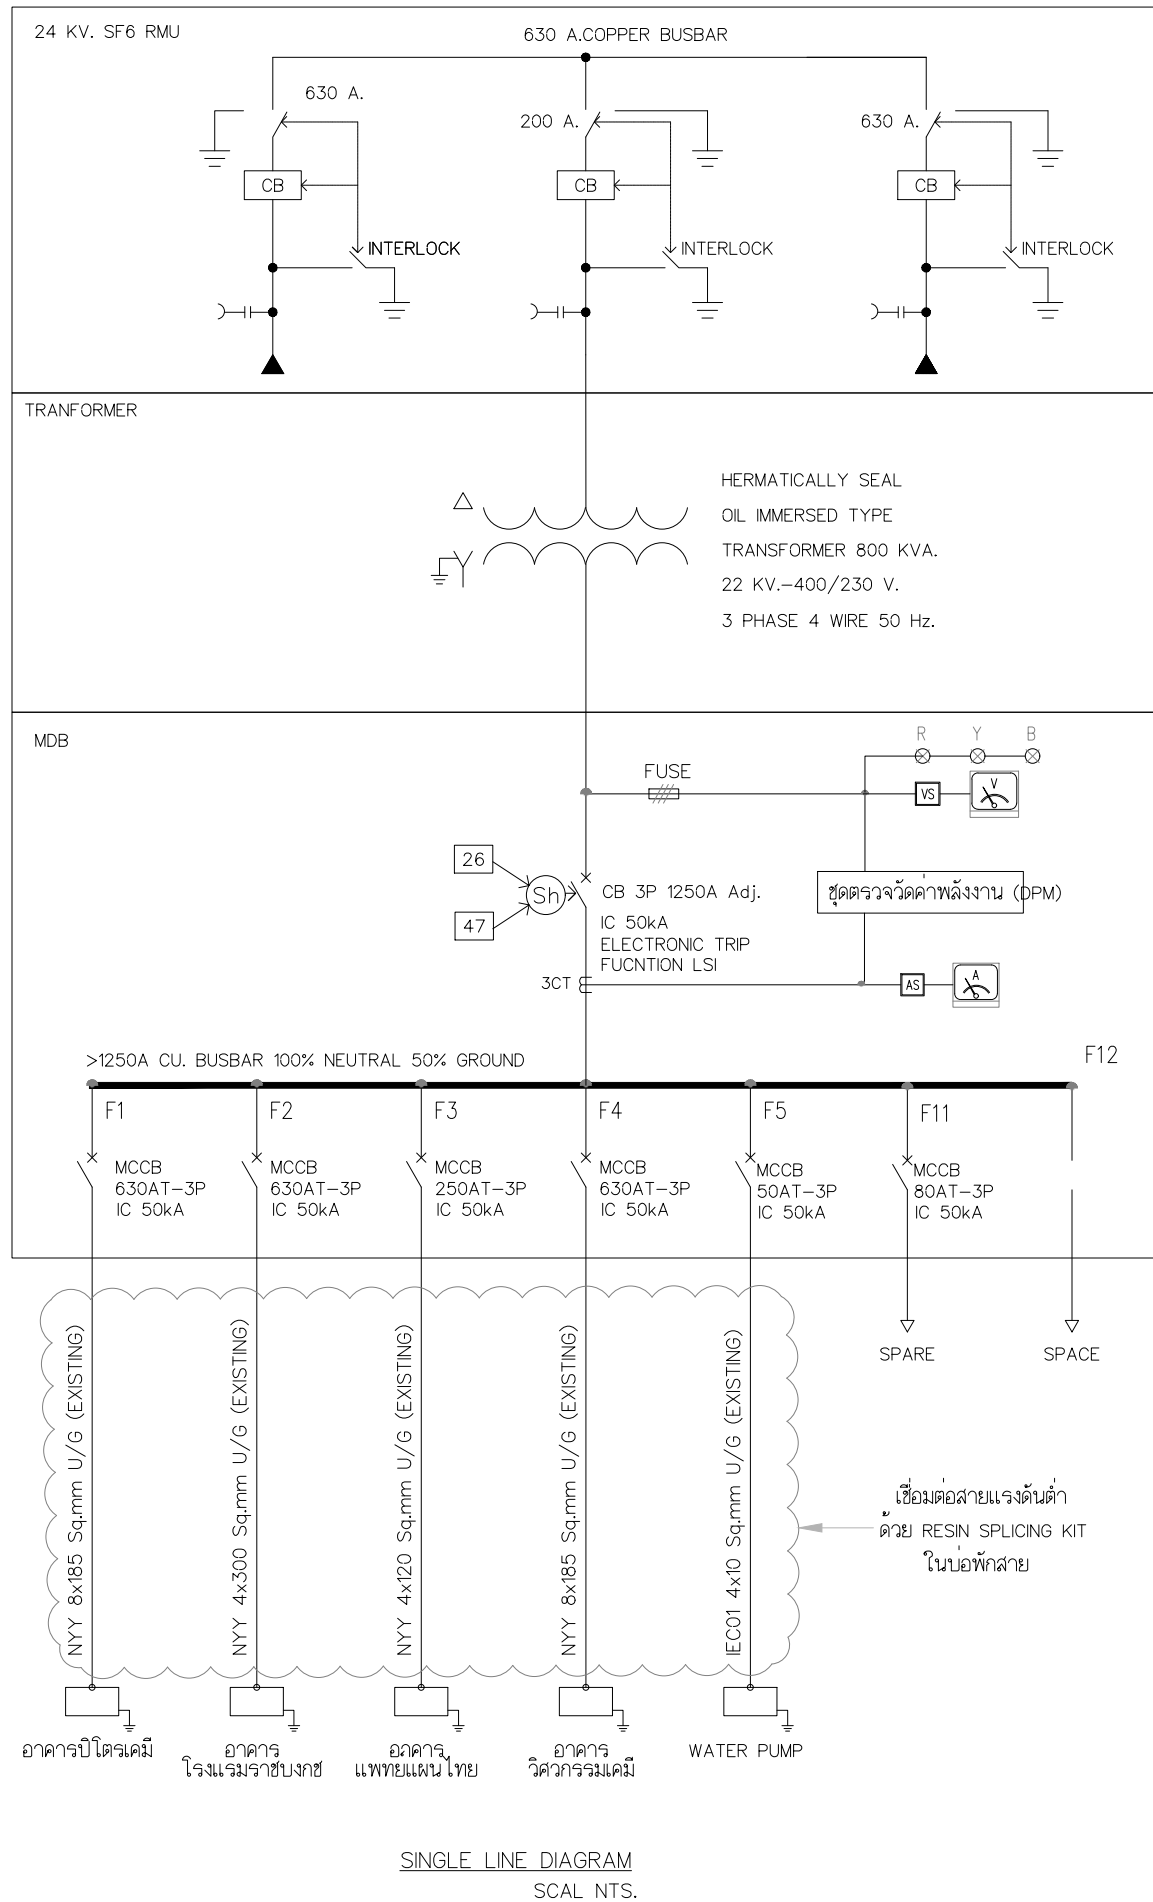 24 KV. SF6 RMU
630 A.COPPER BUSBAR
630 A.
200 A.
630 A.
CB
CB
CB
INTERLOCK
INTERLOCK
INTERLOCK
TRANFORMER
HERMATICALLY SEAL
OIL IMMERSED TYPE
TRANSFORMER 800 KVA.
22 KV.-400/230 V.
3 PHASE 4 WIRE 50 Hz.
MDB
R Y B
FUSE
VS
V
26
Sh
47
CB 3P 1250A Adj.
IC 50kA
ELECTRONIC TRIP
FUCNTION LSI
ชุดตรวจวัดค่าพลังงาน (DPM)
3CT
AS
A
>1250A CU. BUSBAR 100% NEUTRAL 50% GROUND
F12
F1
F2
F3
F4
F5
F11
MCCB
630AT-3P
IC 50kA
MCCB
630AT-3P
IC 50kA
MCCB
250AT-3P
IC 50kA
MCCB
630AT-3P
IC 50kA
MCCB
50AT-3P
IC 50kA
MCCB
80AT-3P
IC 50kA
SPARE
SPACE
NYY 8x185 Sq.mm U/G (EXISTING)
NYY 4x300 Sq.mm U/G (EXISTING)
NYY 4x120 Sq.mm U/G (EXISTING)
NYY 8x185 Sq.mm U/G (EXISTING)
IEC01 4x10 Sq.mm U/G (EXISTING)
เชื่อมต่อสายแรงดันต่ำ
ด้วย RESIN SPLICING KIT
ในบ่อพักสาย
อาคารปิโตรเคมี
อาคาร
โรงแรมราชบงกช
อาคาร
แพทยแผนไทย
อาคาร
วิศวกรรมเคมี
WATER PUMP
SINGLE LINE DIAGRAM
SCAL NTS.